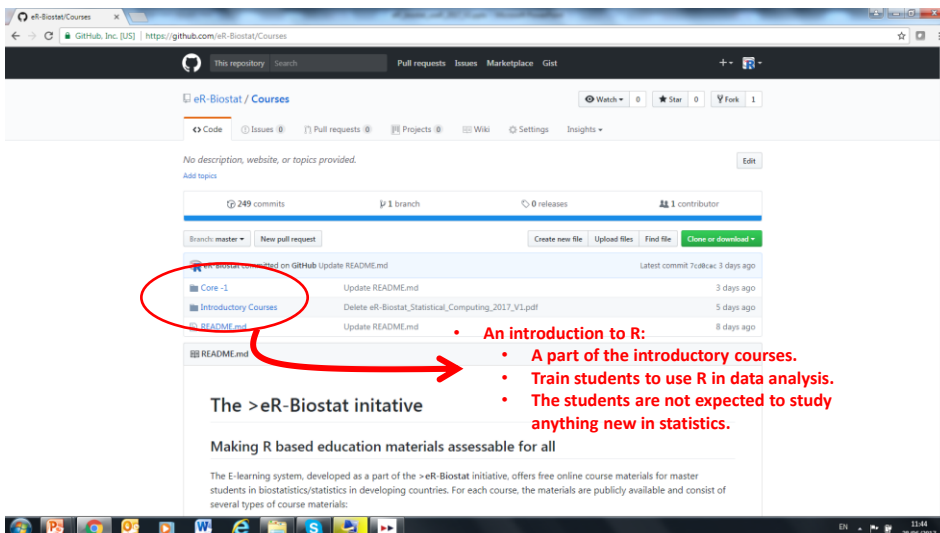 eR-Biostat/Courses
GitHub, Inc. [US] | https://github.com/eR-Biostat/Courses
This repository Search Pull requests Issues Marketplace Gist
eR-Biostat / Courses Watch 0 Star 0 Fork 1
Code Issues 0 Pull requests 0 Projects 0 Wiki Settings Insights
No description, website, or topics provided. Edit
Add topics
249 commits 1 branch 0 releases 1 contributor
Branch: master New pull request Create new file Upload files Find file Clone or download
eR-Biostat committed on GitHub Update README.md Latest commit 7cd0cac 3 days ago
Core -1 Update README.md 3 days ago
Introductory Courses Delete eR-Biostat_Statistical_Computing_2017_V1.pdf 5 days ago
README.md Update README.md 8 days ago
README.md
• An introduction to R:
• A part of the introductory courses.
• Train students to use R in data analysis.
• The students are not expected to study
anything new in statistics.
The >eR-Biostat initative
Making R based education materials assessable for all
The E-learning system, developed as a part of the >eR-Biostat initiative, offers free online course materials for master
students in biostatistics/statistics in developing countries. For each course, the materials are publicly available and consist of
several types of course materials:
EN 11:44